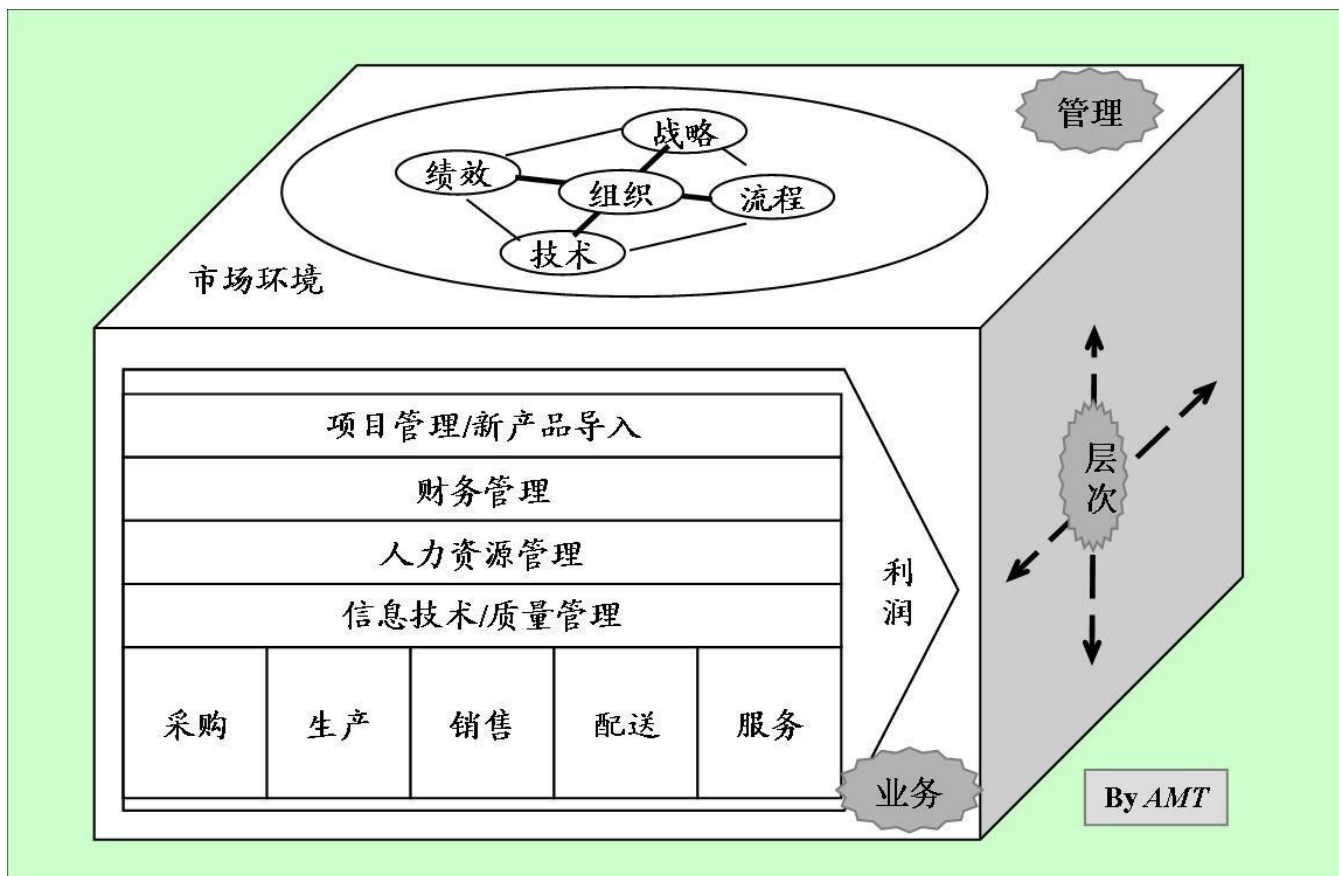 管理
战略
绩效
组织
流程
技术
市场环境
项目管理/新产品导入
财务管理
人力资源管理
信息技术/质量管理
采购
生产
销售
配送
服务
利
润
业务
层
次
By AMT